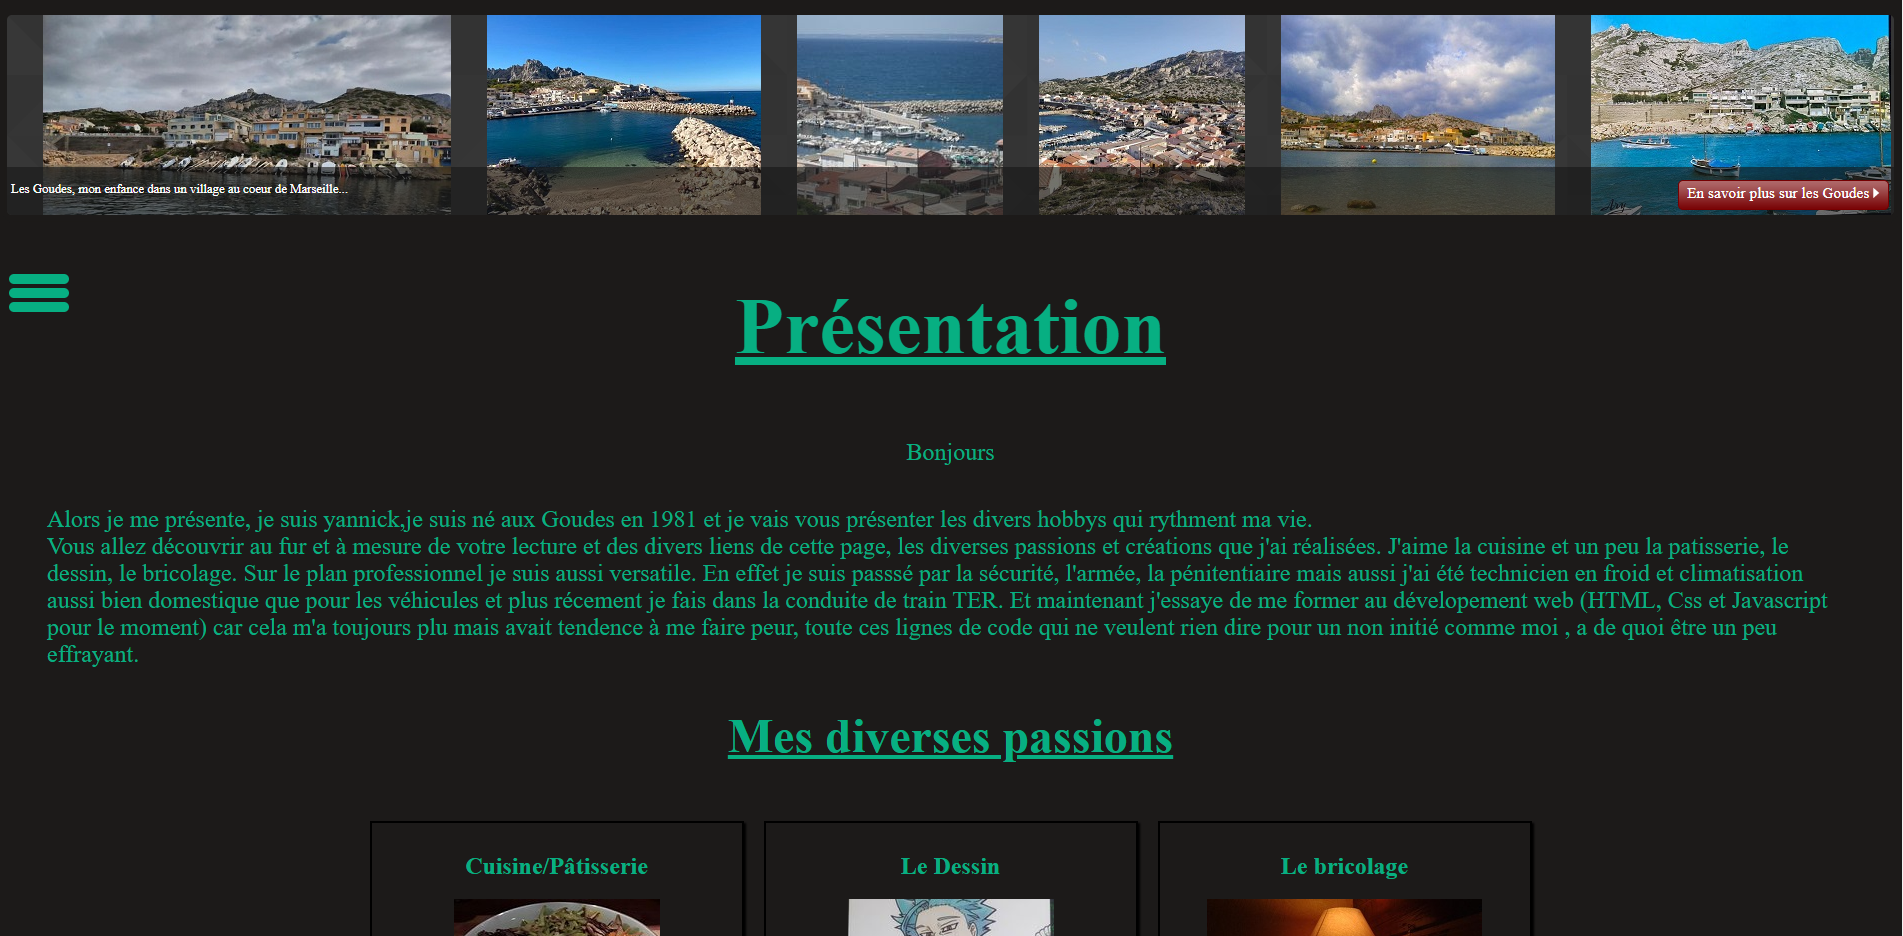 Les Goudes, mon enfance dans un village au coeur de Marseille...
En savoir plus sur les Goudes
Présentation
Bonjours
Alors je me présente, je suis yannick,je suis né aux Goudes en 1981 et je vais vous présenter les divers hobbys qui rythment ma vie.
Vous allez découvrir au fur et à mesure de votre lecture et des divers liens de cette page, les diverses passions et créations que j'ai réalisées. J'aime la cuisine et un peu la patisserie, le
dessin, le bricolage. Sur le plan professionnel je suis aussi versatile. En effet je suis passsé par la sécurité, l'armée, la pénitentiaire mais aussi j'ai été technicien en froid et climatisation
aussi bien domestique que pour les véhicules et plus récement je fais dans la conduite de train TER. Et maintenant j'essaye de me former au dévelopement web (HTML, Css et Javascript
pour le moment) car cela m'a toujours plu mais avait tendence à me faire peur, toute ces lignes de code qui ne veulent rien dire pour un non initié comme moi , a de quoi être un peu
effrayant.
Mes diverses passions
Cuisine/Pâtisserie
Le Dessin
Le bricolage